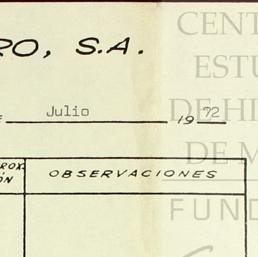 RO, S.A.
CENT
ESTU
DE HI
Julio 1972
DE M
ROX.
ÓN
OBSERVACIONES
FUND